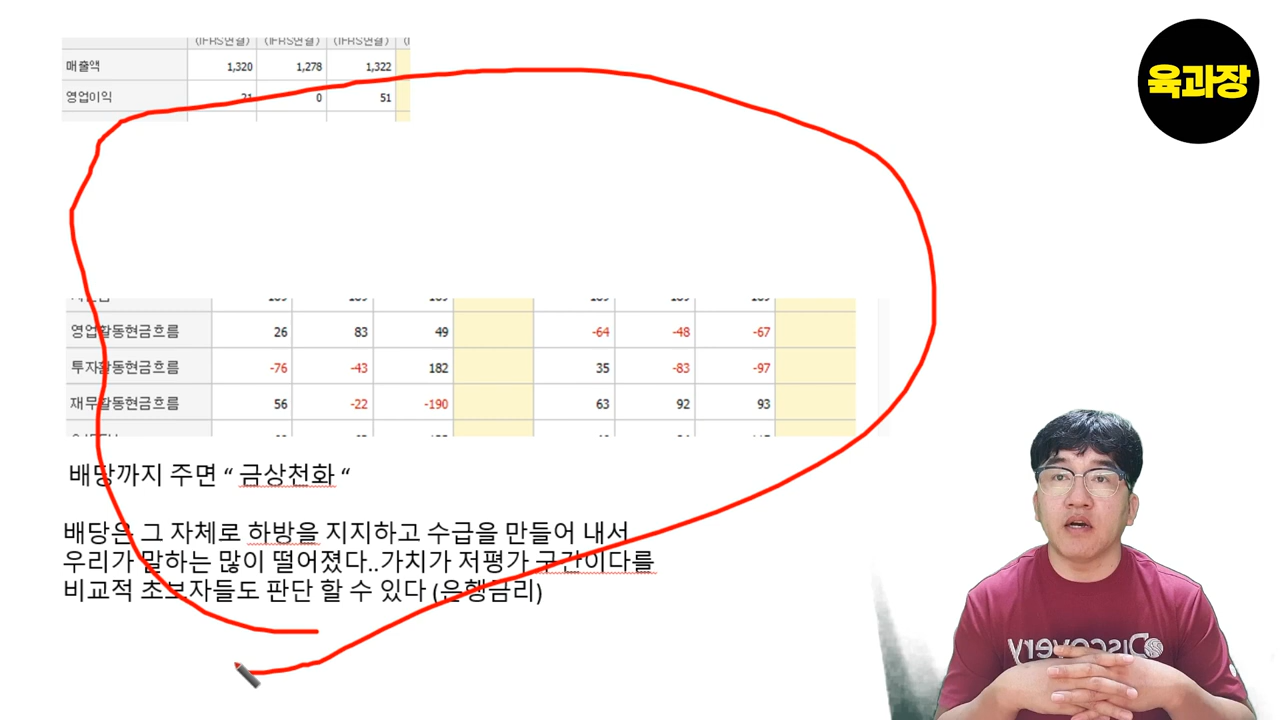 (IFRS연결) (IFRS연결) (IFRS연결)
육과장
매출액 1,320 1,278 1,322
영업이익 21 0 51
영업활동현금흐름 26 83 49 -64 -48 -67
투자활동현금흐름 -76 -43 182 35 -83 -97
재무활동현금흐름 56 -22 -190 63 92 93
배당까지 주면 “ 금상천화 “
배당은 그 자체로 하방을 지지하고 수급을 만들어 내서
우리가 말하는 많이 떨어졌다..가치가 저평가 구간이다를
비교적 초보자들도 판단 할 수 있다 (은행금리)
Discovery